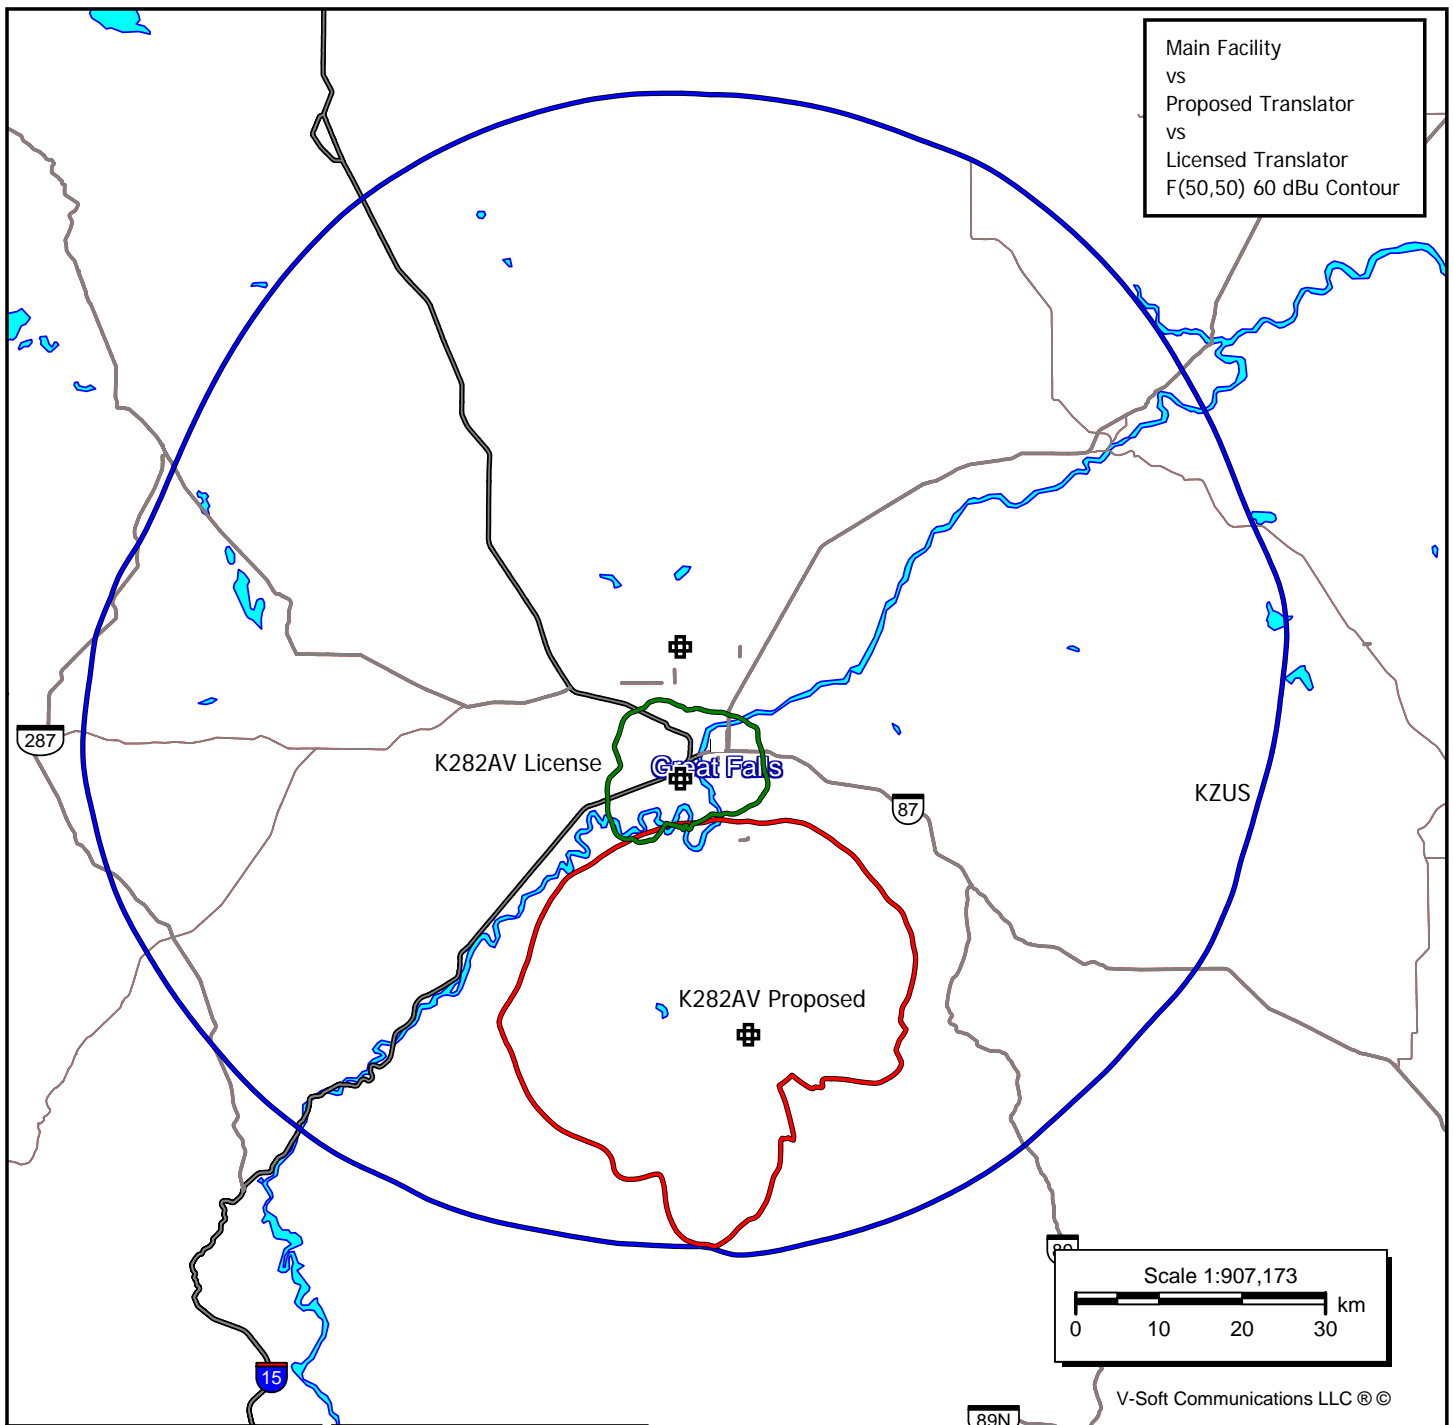 Main Facility
vs
Proposed Translator
vs
Licensed Translator
F(50,50) 60 dBu Contour
287
K282AV License
Great Falls
87
KZUS
K282AV Proposed
Scale 1:907,173
km
0 10 20 30
15
V-Soft Communications LLC ® ©
89N